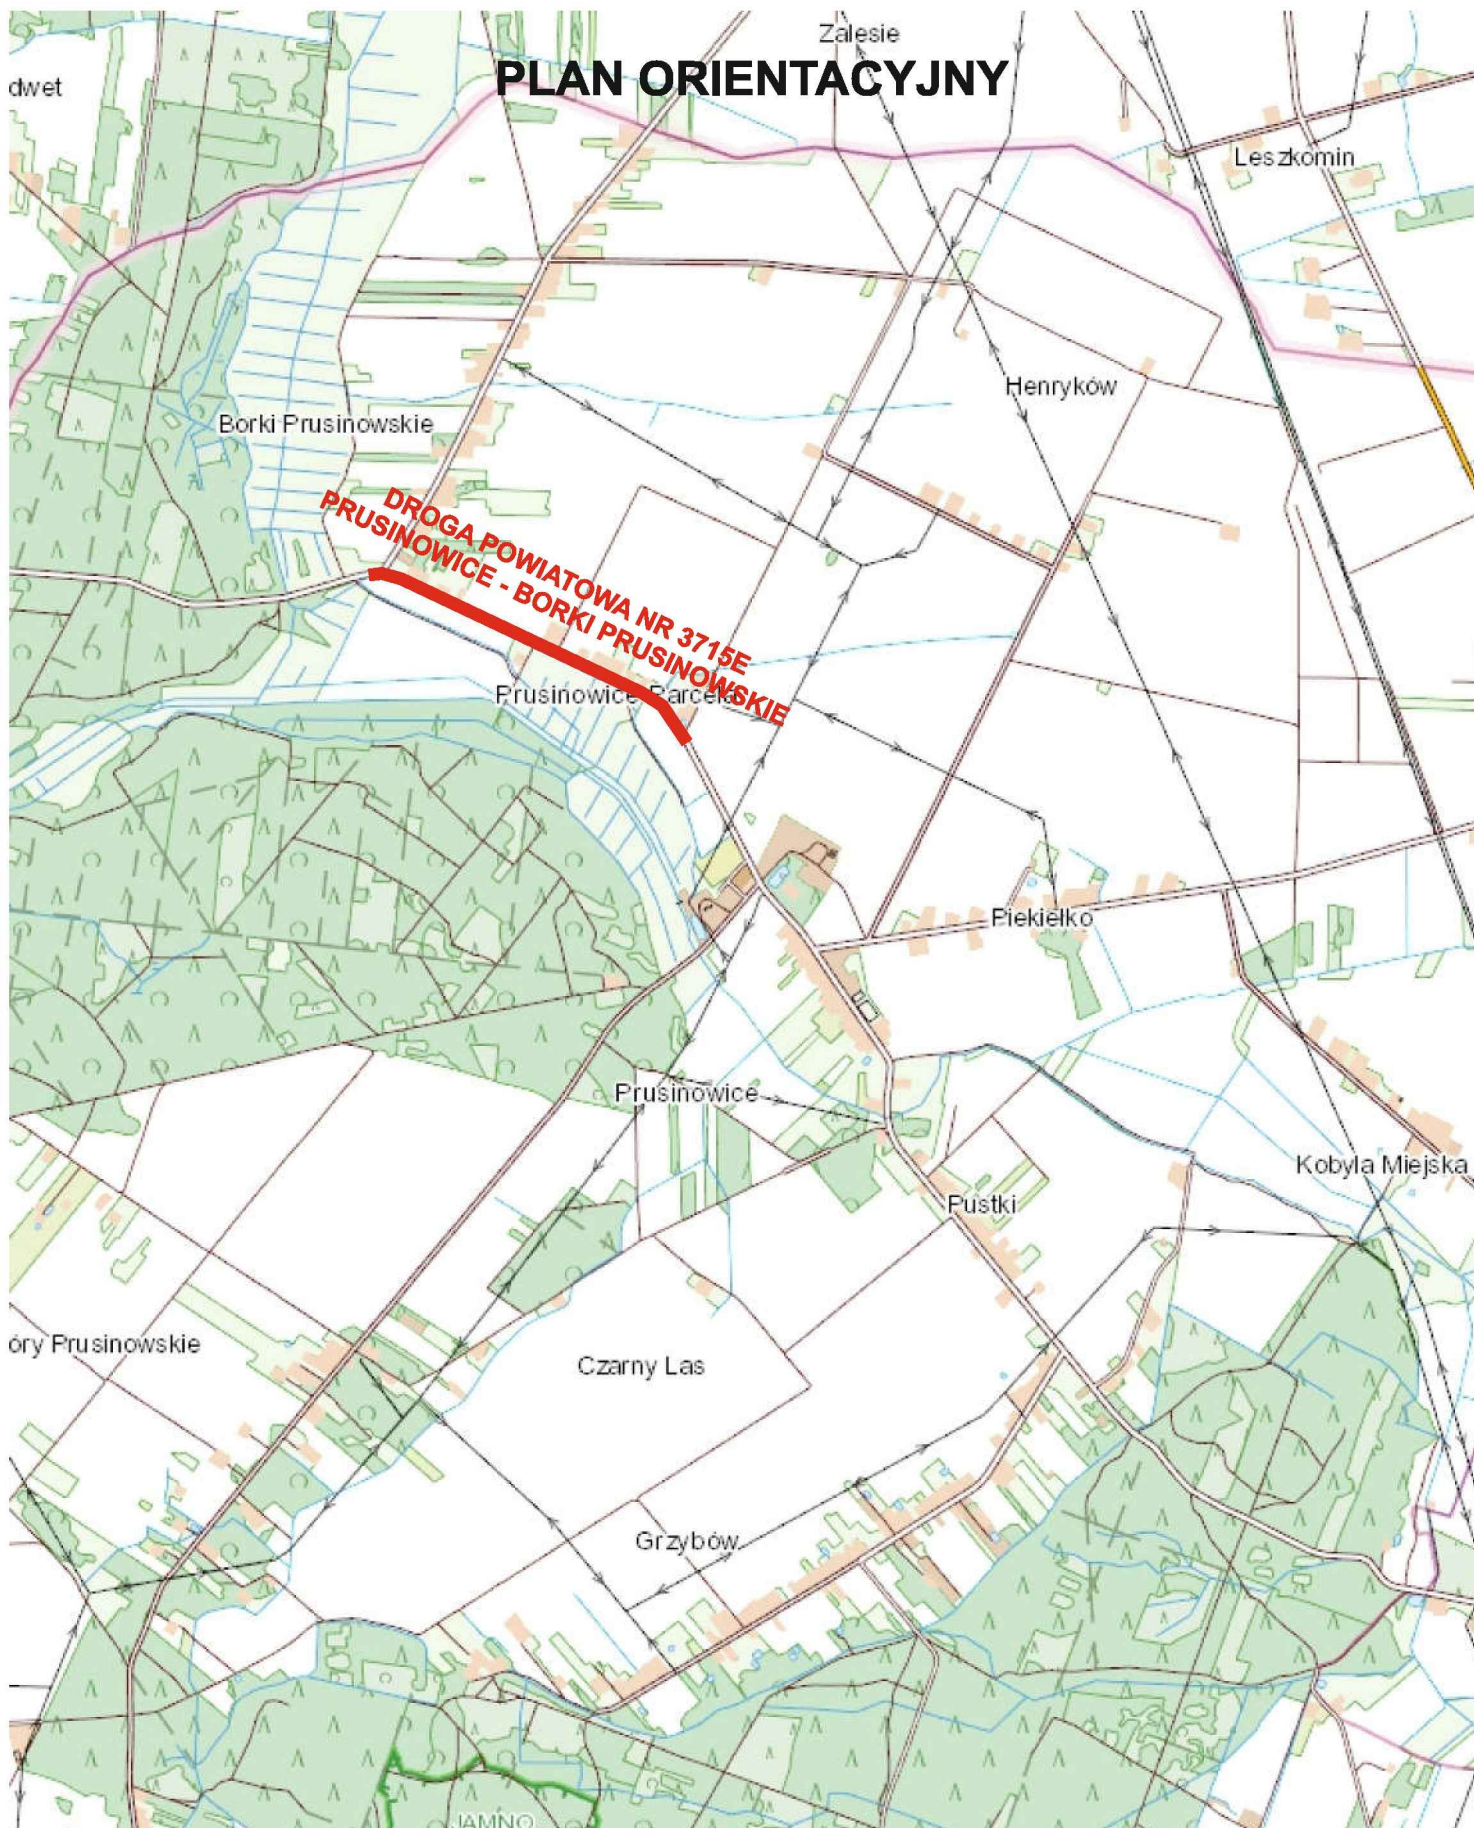 Zalesie
PLAN ORIENTACYJNY
dwet
Leszkomin
Henryków
Borki Prusinowskie
DROGA POWIATOWA NR 3715E
PRUSINOWICE - BORKI PRUSINOWSKIE
Prusinowice-Parcela
Piekiełko
Prusinowice
Kobyla Miejska
Pustki
óry Prusinowskie
Czarny Las
Grzybów
JAMNO